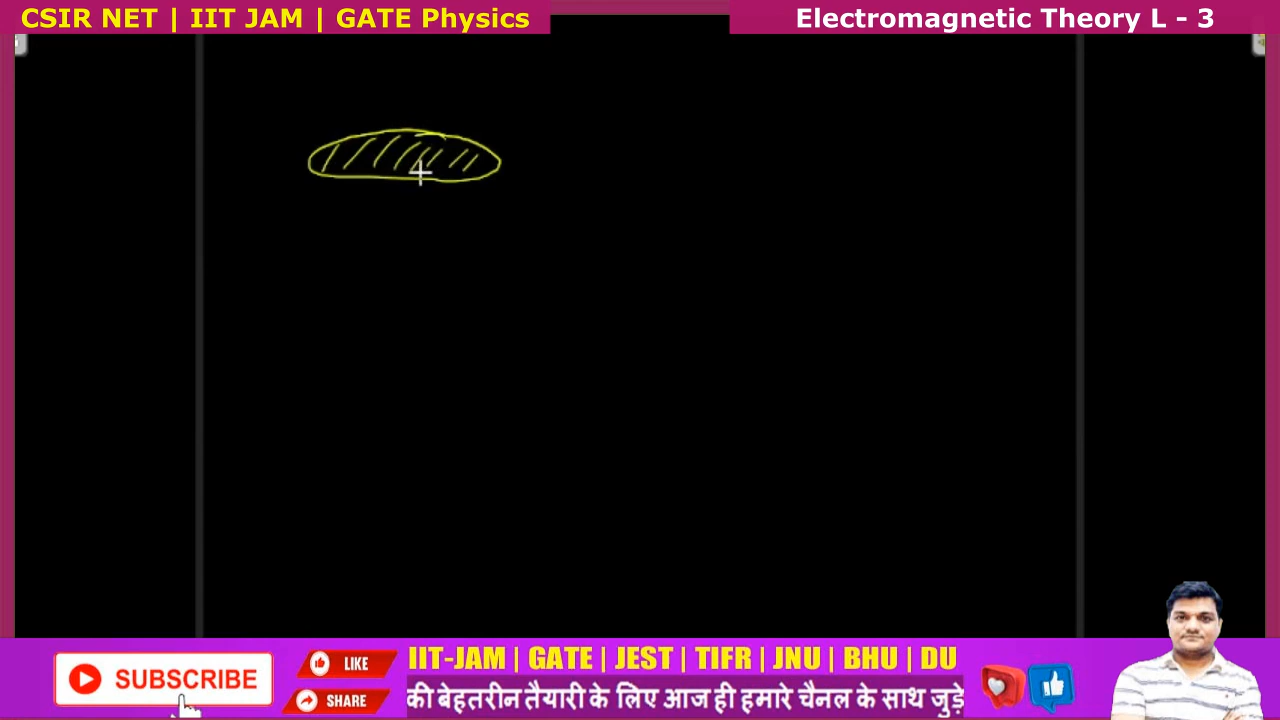 CSIR NET | IIT JAM | GATE Physics
Electromagnetic Theory L - 3
SUBSCRIBE
LIKE
SHARE
IIT-JAM | GATE | JEST | TIFR | JNU | BHU | DU
की बेहतरीन तैयारी के लिए आज ही हमारे चैनल के साथ जुड़े